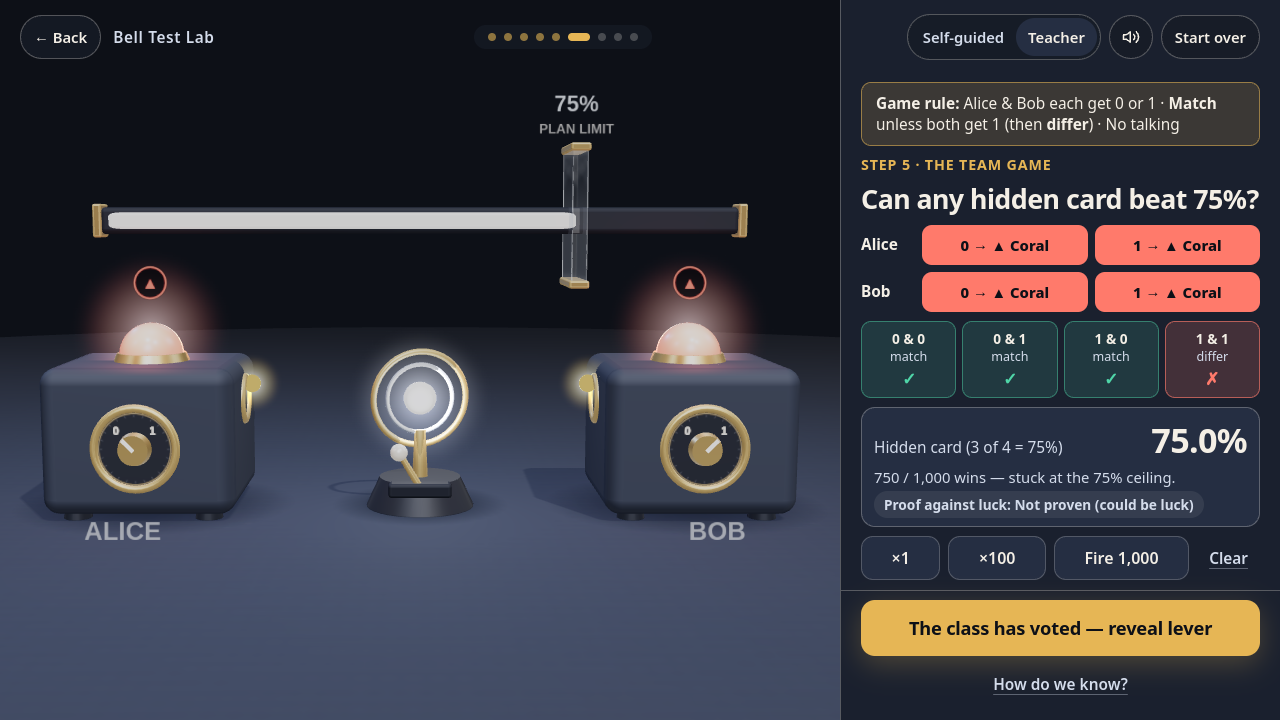 ← Back
Bell Test Lab
75%
PLAN LIMIT
▲
▲
0 1
0 1
ALICE
BOB
Self-guided
Teacher
Start over
Game rule: Alice & Bob each get 0 or 1 · Match
unless both get 1 (then differ) · No talking
STEP 5 · THE TEAM GAME
Can any hidden card beat 75%?
Alice
0 → ▲ Coral
1 → ▲ Coral
Bob
0 → ▲ Coral
1 → ▲ Coral
0 & 0
match
✓
0 & 1
match
✓
1 & 0
match
✓
1 & 1
differ
✗
Hidden card (3 of 4 = 75%)
75.0%
750 / 1,000 wins — stuck at the 75% ceiling.
Proof against luck: Not proven (could be luck)
×1
×100
Fire 1,000
Clear
The class has voted — reveal lever
How do we know?